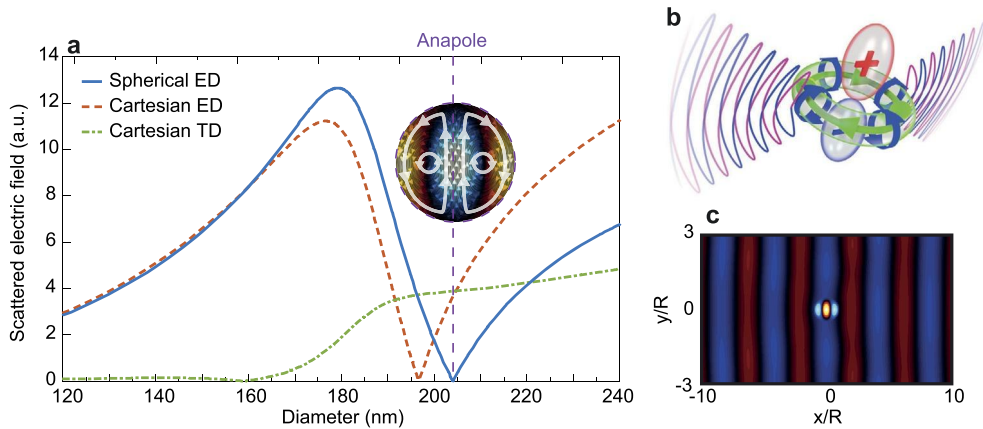 a
Anapole
Scattered electric field (a.u.)
14
12
10
8
6
4
2
0
Spherical ED
Cartesian ED
Cartesian TD
120 140 160 180 200 220 240
Diameter (nm)
b
+
c
y/R
3
0
-3
-10 0 10
x/R